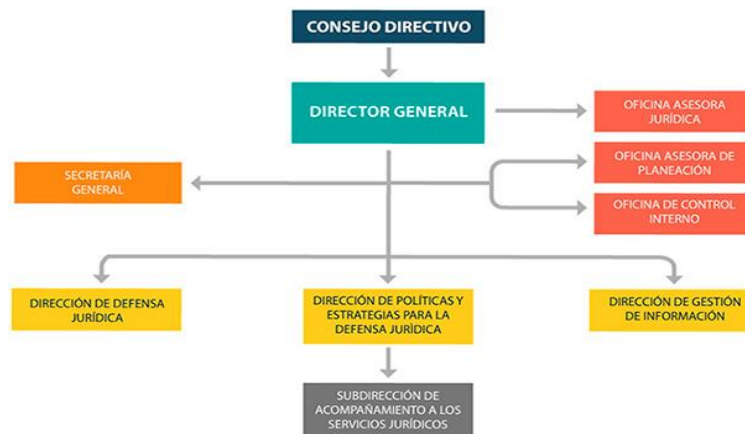 CONSEJO DIRECTIVO
DIRECTOR GENERAL
OFICINA ASESORA
JURÍDICA
OFICINA ASESORA DE
PLANEACIÓN
SECRETARÍA
GENERAL
OFICINA DE CONTROL
INTERNO
DIRECCIÓN DE DEFENSA
JURÍDICA
DIRECCIÓN DE POLÍTICAS Y
ESTRATEGIAS PARA LA
DEFENSA JURÌDICA
DIRECCIÓN DE GESTIÓN
DE INFORMACIÓN
SUBDIRECCIÓN DE
ACOMPAÑAMIENTO A LOS
SERVICIOS JURÍDICOS